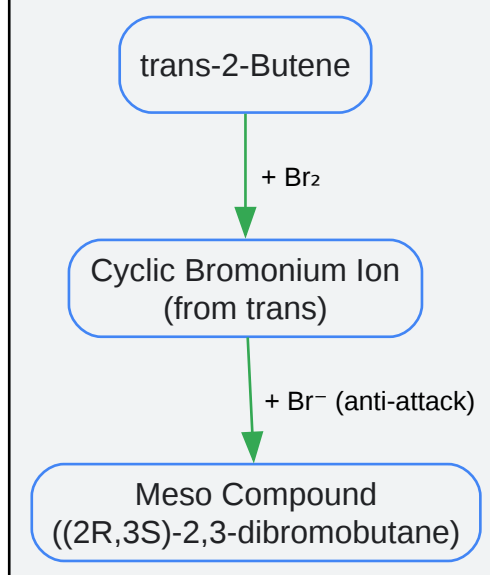 trans-2-Butene
+ Br₂
Cyclic Bromonium Ion
(from trans)
+ Br⁻ (anti-attack)
Meso Compound
((2R,3S)-2,3-dibromobutane)